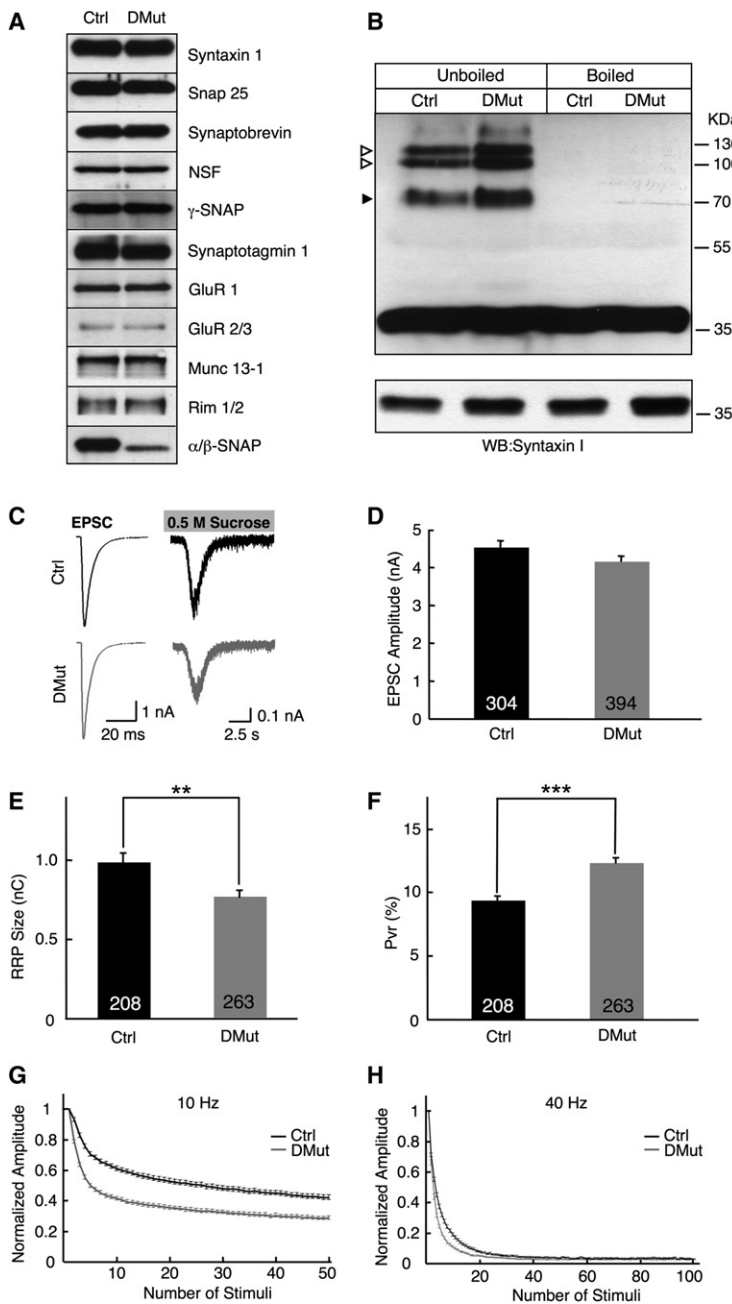 A
Ctrl DMut
Syntaxin 1
Snap 25
Synaptobrevin
NSF
γ-SNAP
Synaptotagmin 1
GluR 1
GluR 2/3
Munc 13-1
Rim 1/2
α/β-SNAP
B
Unboiled Boiled
Ctrl DMut Ctrl DMut
KDa
130
100
70
55
35
35
WB:Syntaxin I
C
EPSC 0.5 M Sucrose
Ctrl
DMut
1 nA
20 ms
0.1 nA
2.5 s
D
EPSC Amplitude (nA)
5
4
3
2
1
0
304 394
Ctrl DMut
E
**
RRP Size (nC)
1.0
0.5
0
208 263
Ctrl DMut
F
***
Pvr (%)
15
10
5
0
208 263
Ctrl DMut
G
10 Hz
Normalized Amplitude
1
0.8
0.6
0.4
0.2
Ctrl
DMut
10 20 30 40 50
Number of Stimuli
H
40 Hz
Normalized Amplitude
1
0.8
0.6
0.4
0.2
0
Ctrl
DMut
20 40 60 80 100
Number of Stimuli